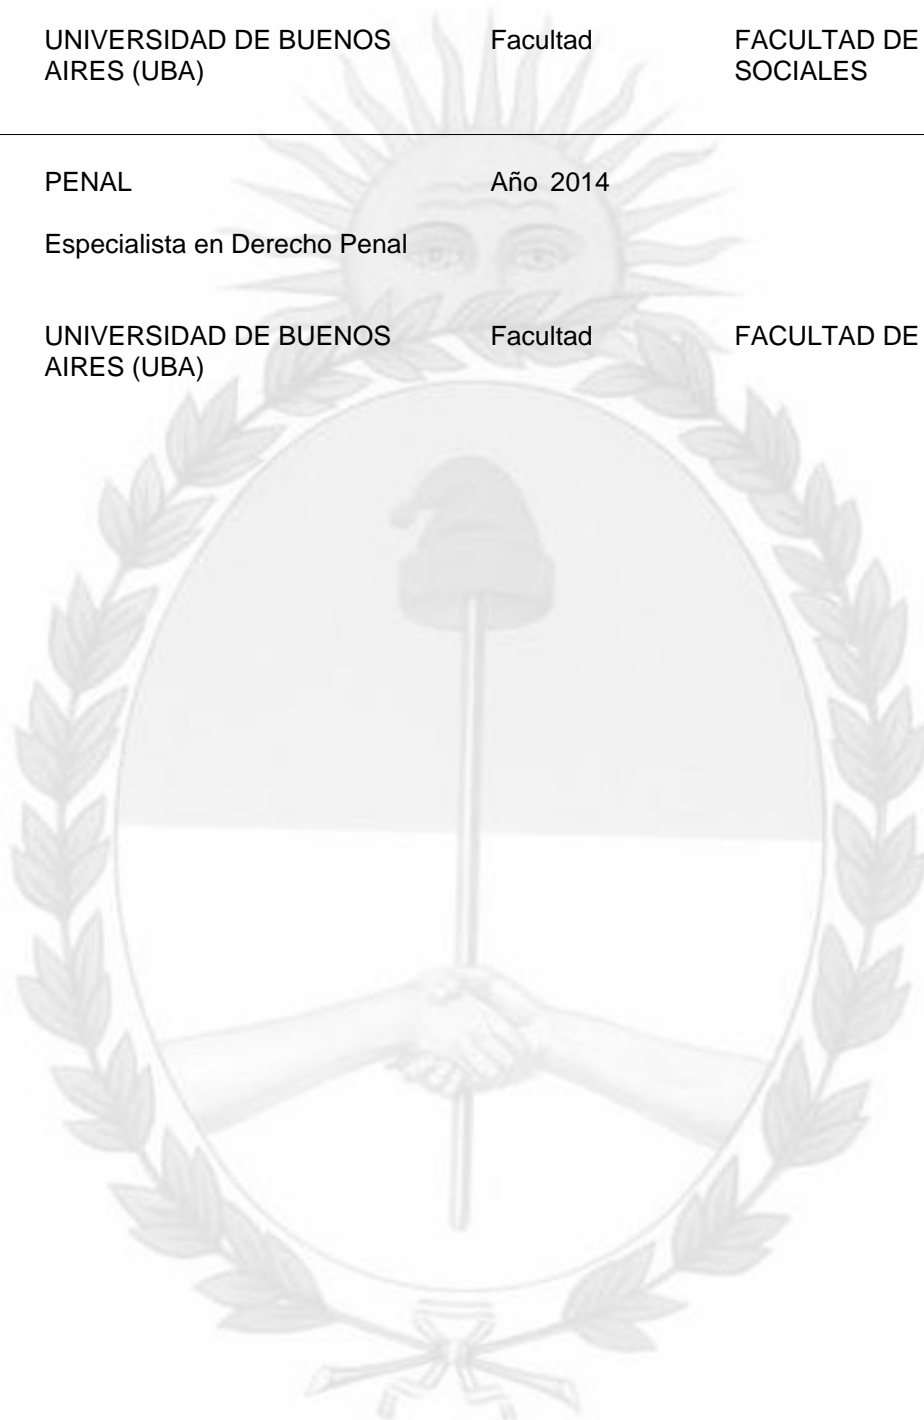 UNIVERSIDAD DE BUENOS Facultad FACULTAD DE
AIRES (UBA) SOCIALES
PENAL Año 2014
Especialista en Derecho Penal
UNIVERSIDAD DE BUENOS Facultad FACULTAD DE
AIRES (UBA)